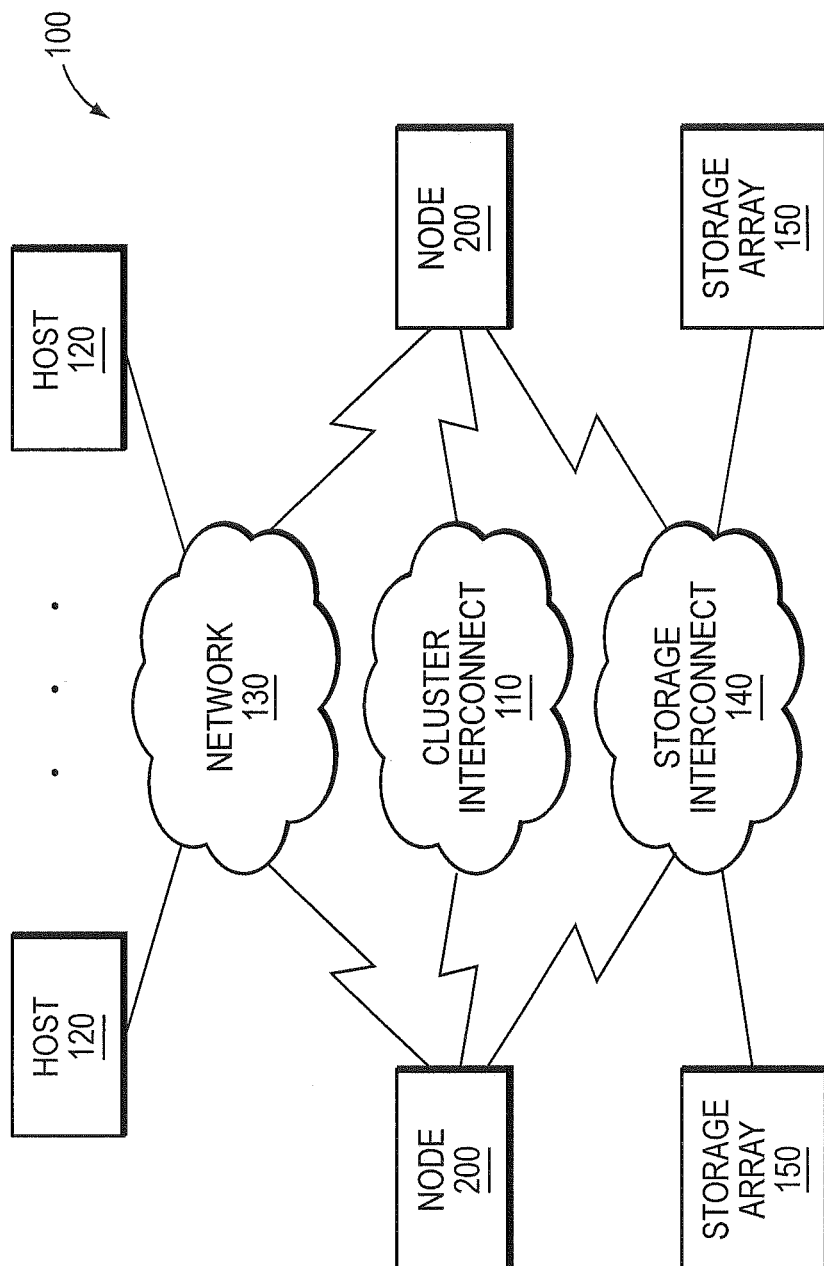 100
HOST
120
HOST
120
NETWORK
130
NODE
200
CLUSTER
INTERCONNECT
110
NODE
200
STORAGE
INTERCONNECT
140
STORAGE
ARRAY
150
STORAGE
ARRAY
150